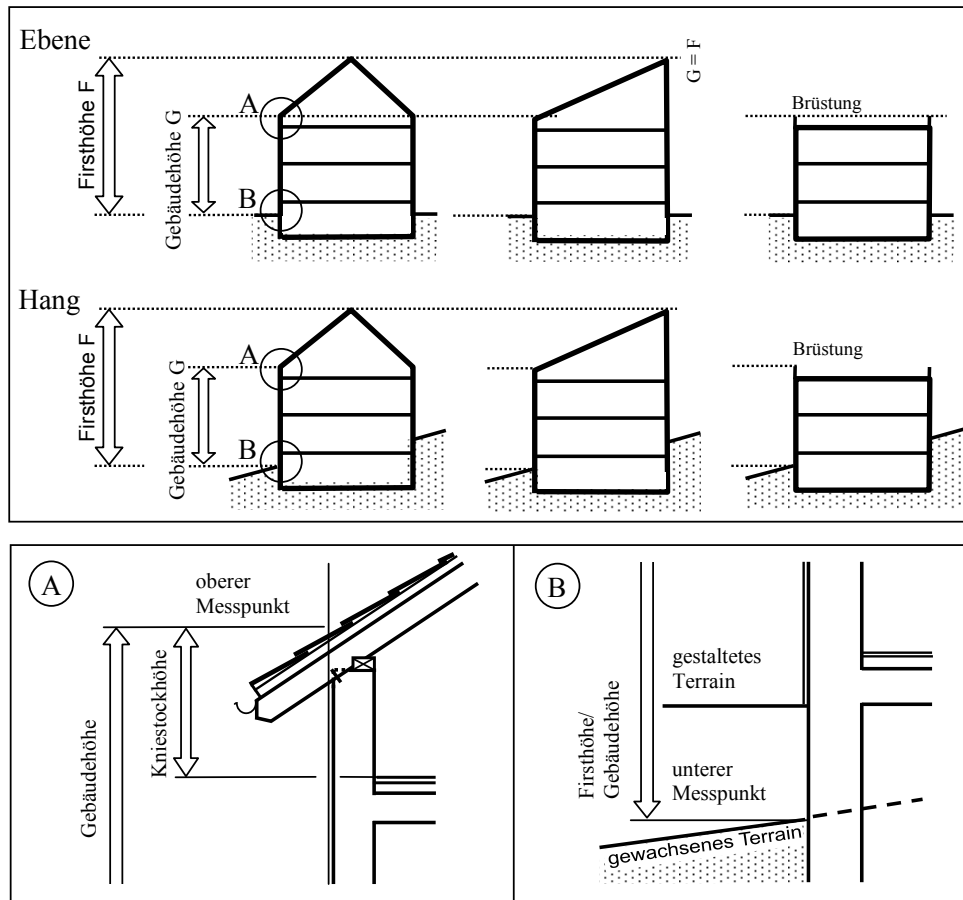 Ebene
Firsthöhe F
Gebäudehöhe G
A
B
G = F
Brüstung
Hang
Firsthöhe F
Gebäudehöhe G
A
B
Brüstung
A
oberer
Messpunkt
Gebäudehöhe
Kniestockhöhe
B
gestaltetes
Terrain
Firsthöhe/
Gebäudehöhe
unterer
Messpunkt
gewachsenes Terrain